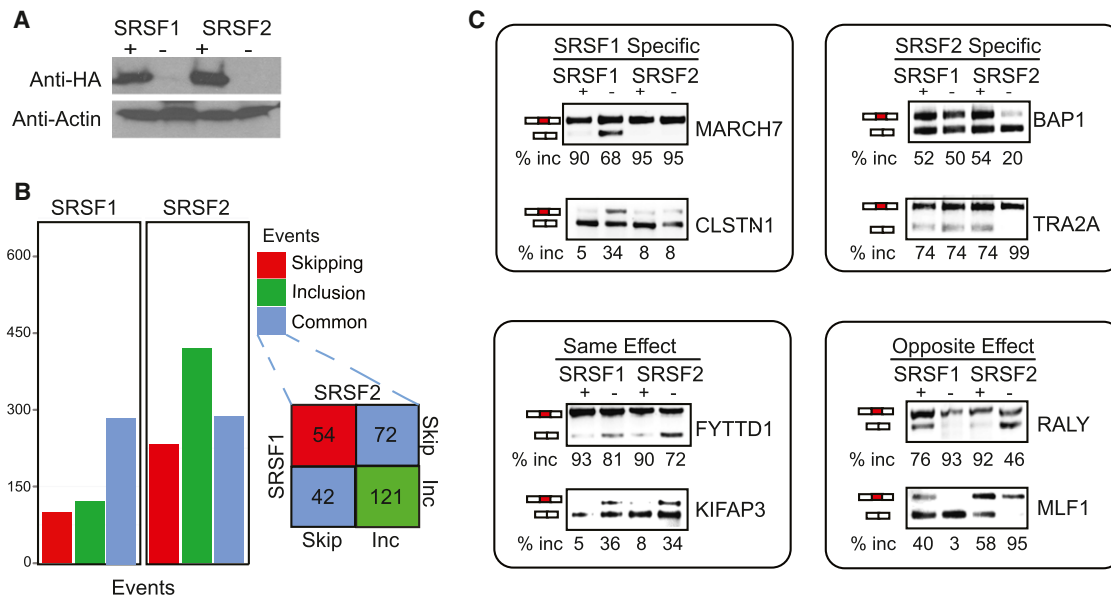 A
SRSF1 SRSF2
+ - + -
Anti-HA
Anti-Actin
B
SRSF1 SRSF2
600
450
300
150
0
Events
Events
Skipping
Inclusion
Common
SRSF2
SRSF1
54 72
Skip
42 121
Inc
Skip Inc
C
SRSF1 Specific
SRSF1 SRSF2
+ - + -
MARCH7
% inc 90 68 95 95
CLSTN1
% inc 5 34 8 8
SRSF2 Specific
SRSF1 SRSF2
+ - + -
BAP1
% inc 52 50 54 20
TRA2A
% inc 74 74 74 99
Same Effect
SRSF1 SRSF2
+ - + -
FYTTD1
% inc 93 81 90 72
KIFAP3
% inc 5 36 8 34
Opposite Effect
SRSF1 SRSF2
+ - + -
RALY
% inc 76 93 92 46
MLF1
% inc 40 3 58 95